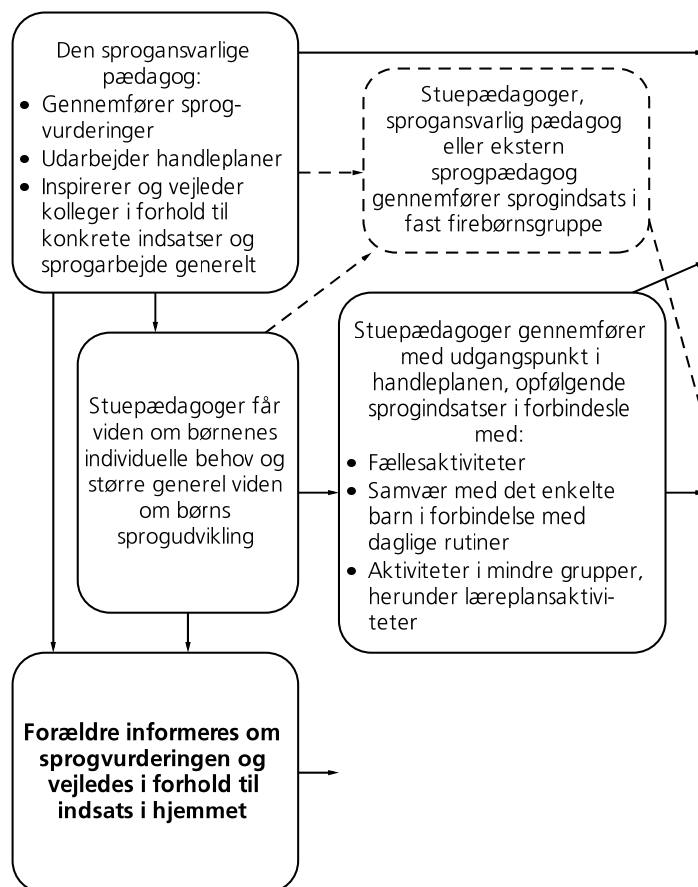 Den sprogansvarlige
pædagog:
• Gennemfører sprog-
vurderinger
• Udarbejder handleplaner
• Inspirerer og vejleder
kolleger i forhold til
konkrete indsatser og
sprogarbejde generelt
Stuepædagoger,
sprogansvarlig pædagog
eller ekstern
sprogpædagog
gennemfører sprogindsats i
fast firebørnsgruppe
Stuepædagoger får
viden om børnenes
individuelle behov og
større generel viden
om børns
sprogudvikling
Stuepædagoger gennemfører
med udgangspunkt i
handleplanen, opfølgende
sprogindsatser i forbindesle
med:
• Fællesaktiviteter
• Samvær med det enkelte
barn i forbindelse med
daglige rutiner
• Aktiviteter i mindre grupper,
herunder læreplansaktivi-
teter
Forældre informeres om
sprogvurderingen og
vejledes i forhold til
indsats i hjemmet